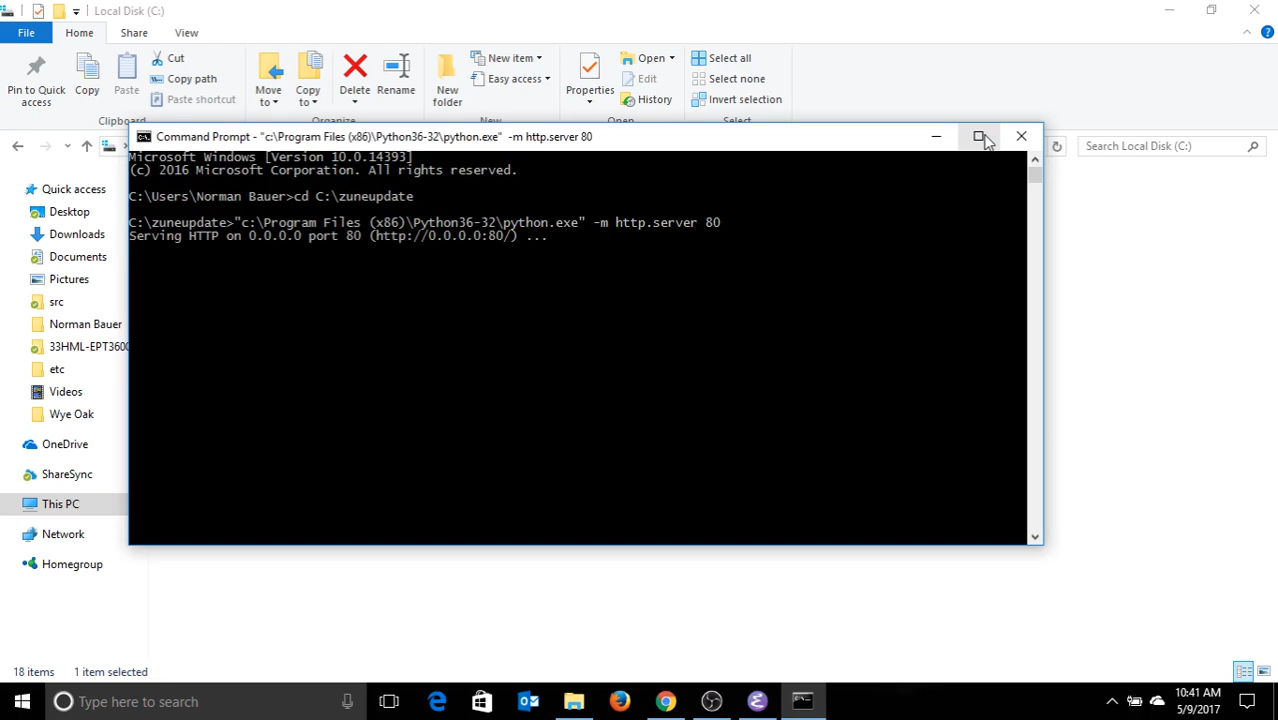 Local Disk (C:)
File
Home
Share
View
Pin to Quick access
Copy
Paste
Cut
Copy path
Paste shortcut
Clipboard
Move to
Copy to
Delete
Rename
Organize
New folder
New item
Easy access
New
Properties
Open
Edit
History
Open
Select all
Select none
Invert selection
Select
Command Prompt - "c:\Program Files (x86)\Python36-32\python.exe" -m http.server 80
Search Local Disk (C:)
Microsoft Windows [Version 10.0.14393]
(c) 2016 Microsoft Corporation. All rights reserved.
C:\Users\Norman Bauer>cd C:\zuneupdate
C:\zuneupdate>"c:\Program Files (x86)\Python36-32\python.exe" -m http.server 80
Serving HTTP on 0.0.0.0 port 80 (http://0.0.0.0:80/) ...
Quick access
Desktop
Downloads
Documents
Pictures
src
Norman Bauer
33HML-EPT3600
etc
Videos
Wye Oak
OneDrive
ShareSync
This PC
Network
Homegroup
18 items
1 item selected
Type here to search
10:41 AM
5/9/2017